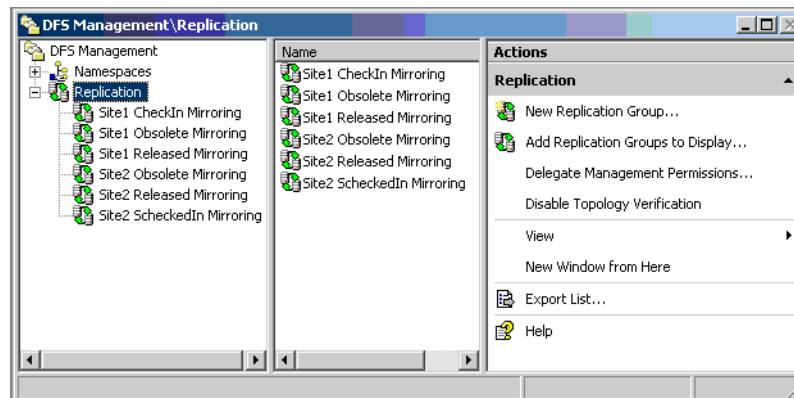 DFS Management\Replication
DFS Management
Namespaces
Replication
Site1 CheckIn Mirroring
Site1 Obsolete Mirroring
Site1 Released Mirroring
Site2 Obsolete Mirroring
Site2 Released Mirroring
Site2 ScheckedIn Mirroring
Name
Site1 CheckIn Mirroring
Site1 Obsolete Mirroring
Site1 Released Mirroring
Site2 Obsolete Mirroring
Site2 Released Mirroring
Site2 ScheckedIn Mirroring
Actions
Replication
New Replication Group...
Add Replication Groups to Display...
Delegate Management Permissions...
Disable Topology Verification
View
New Window from Here
Export List...
Help